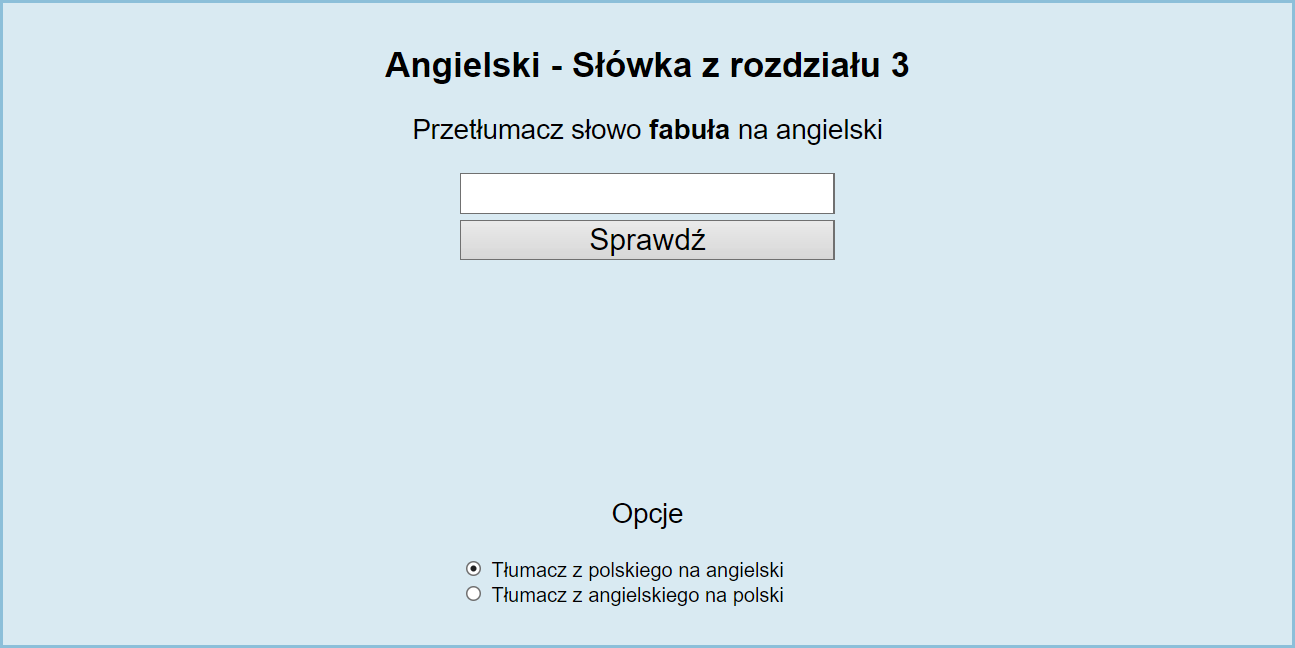 Angielski - Słówka z rozdziału 3
Przetłumacz słowo fabuła na angielski
Sprawdź
Opcje
Tłumacz z polskiego na angielski
Tłumacz z angielskiego na polski